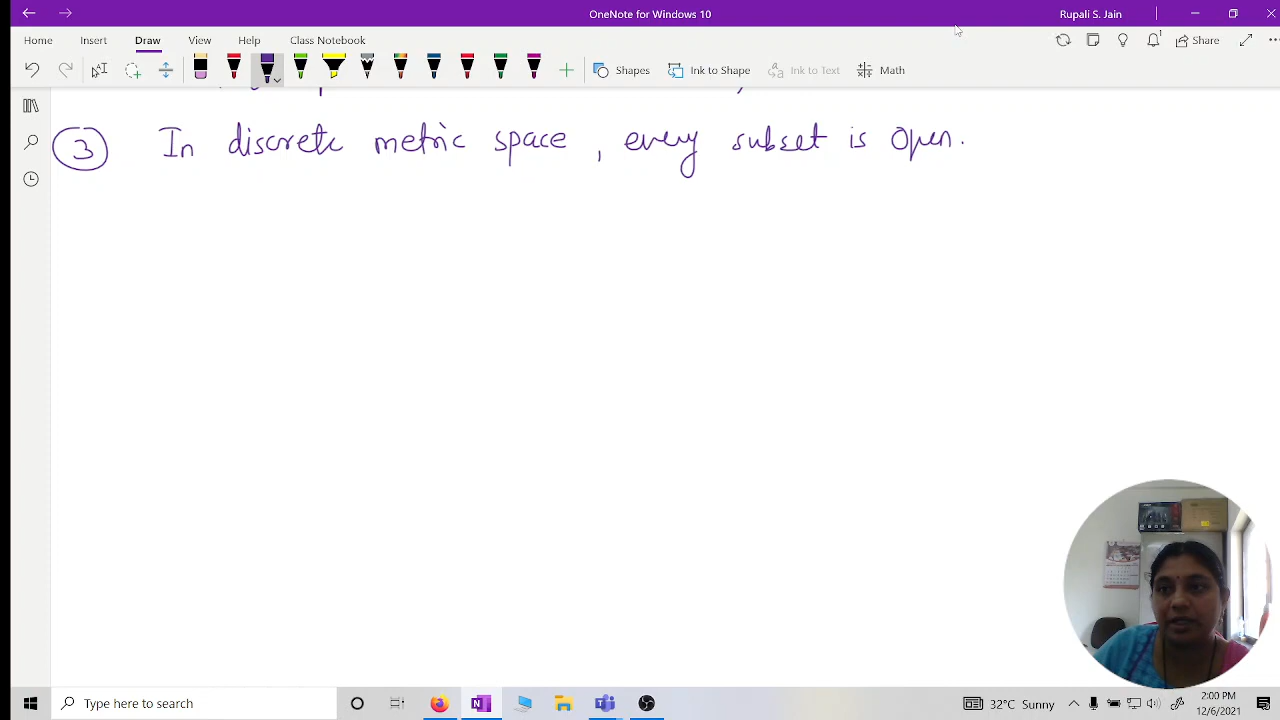 OneNote for Windows 10
Rupali S. Jain
Home Insert Draw View Help Class Notebook
Share
Shapes Ink to Shape Ink to Text Math
3 In discrete metric space, every subset is open.
Type here to search
32°C Sunny
2:00 PM
12/6/2021